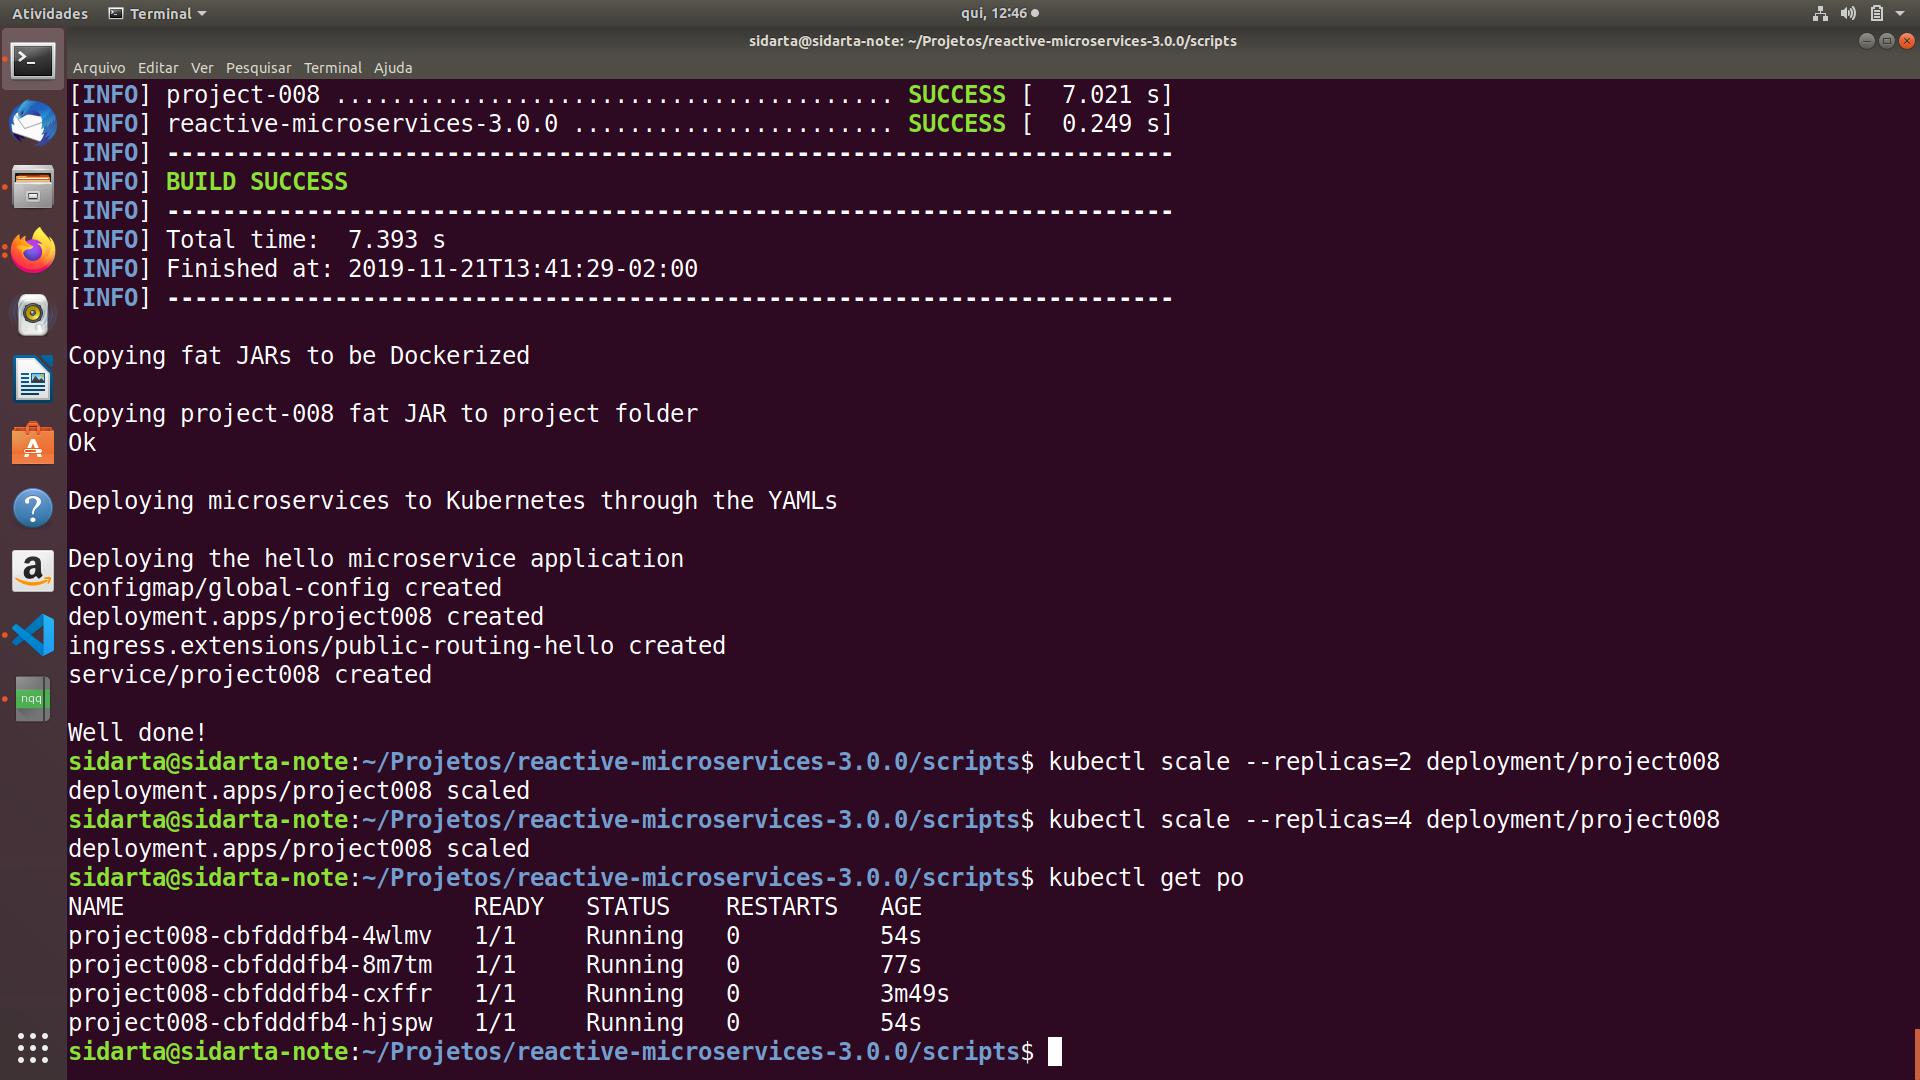 Atividades Terminal qui, 12:46
sidarta@sidarta-note: ~/Projetos/reactive-microservices-3.0.0/scripts
Arquivo Editar Ver Pesquisar Terminal Ajuda
[INFO] project-008 ........................................ SUCCESS [  7.021 s]
[INFO] reactive-microservices-3.0.0 ....................... SUCCESS [  0.249 s]
[INFO] ------------------------------------------------------------------------
[INFO] BUILD SUCCESS
[INFO] ------------------------------------------------------------------------
[INFO] Total time:  7.393 s
[INFO] Finished at: 2019-11-21T13:41:29-02:00
[INFO] ------------------------------------------------------------------------
Copying fat JARs to be Dockerized
Copying project-008 fat JAR to project folder
Ok
Deploying microservices to Kubernetes through the YAMLs
Deploying the hello microservice application
configmap/global-config created
deployment.apps/project008 created
ingress.extensions/public-routing-hello created
service/project008 created
Well done!
sidarta@sidarta-note:~/Projetos/reactive-microservices-3.0.0/scripts$ kubectl scale --replicas=2 deployment/project008
deployment.apps/project008 scaled
sidarta@sidarta-note:~/Projetos/reactive-microservices-3.0.0/scripts$ kubectl scale --replicas=4 deployment/project008
deployment.apps/project008 scaled
sidarta@sidarta-note:~/Projetos/reactive-microservices-3.0.0/scripts$ kubectl get po
NAME                         READY   STATUS    RESTARTS   AGE
project008-cbfdddfb4-4wlmv   1/1     Running   0          54s
project008-cbfdddfb4-8m7tm   1/1     Running   0          77s
project008-cbfdddfb4-cxffr   1/1     Running   0          3m49s
project008-cbfdddfb4-hjspw   1/1     Running   0          54s
sidarta@sidarta-note:~/Projetos/reactive-microservices-3.0.0/scripts$
nqq